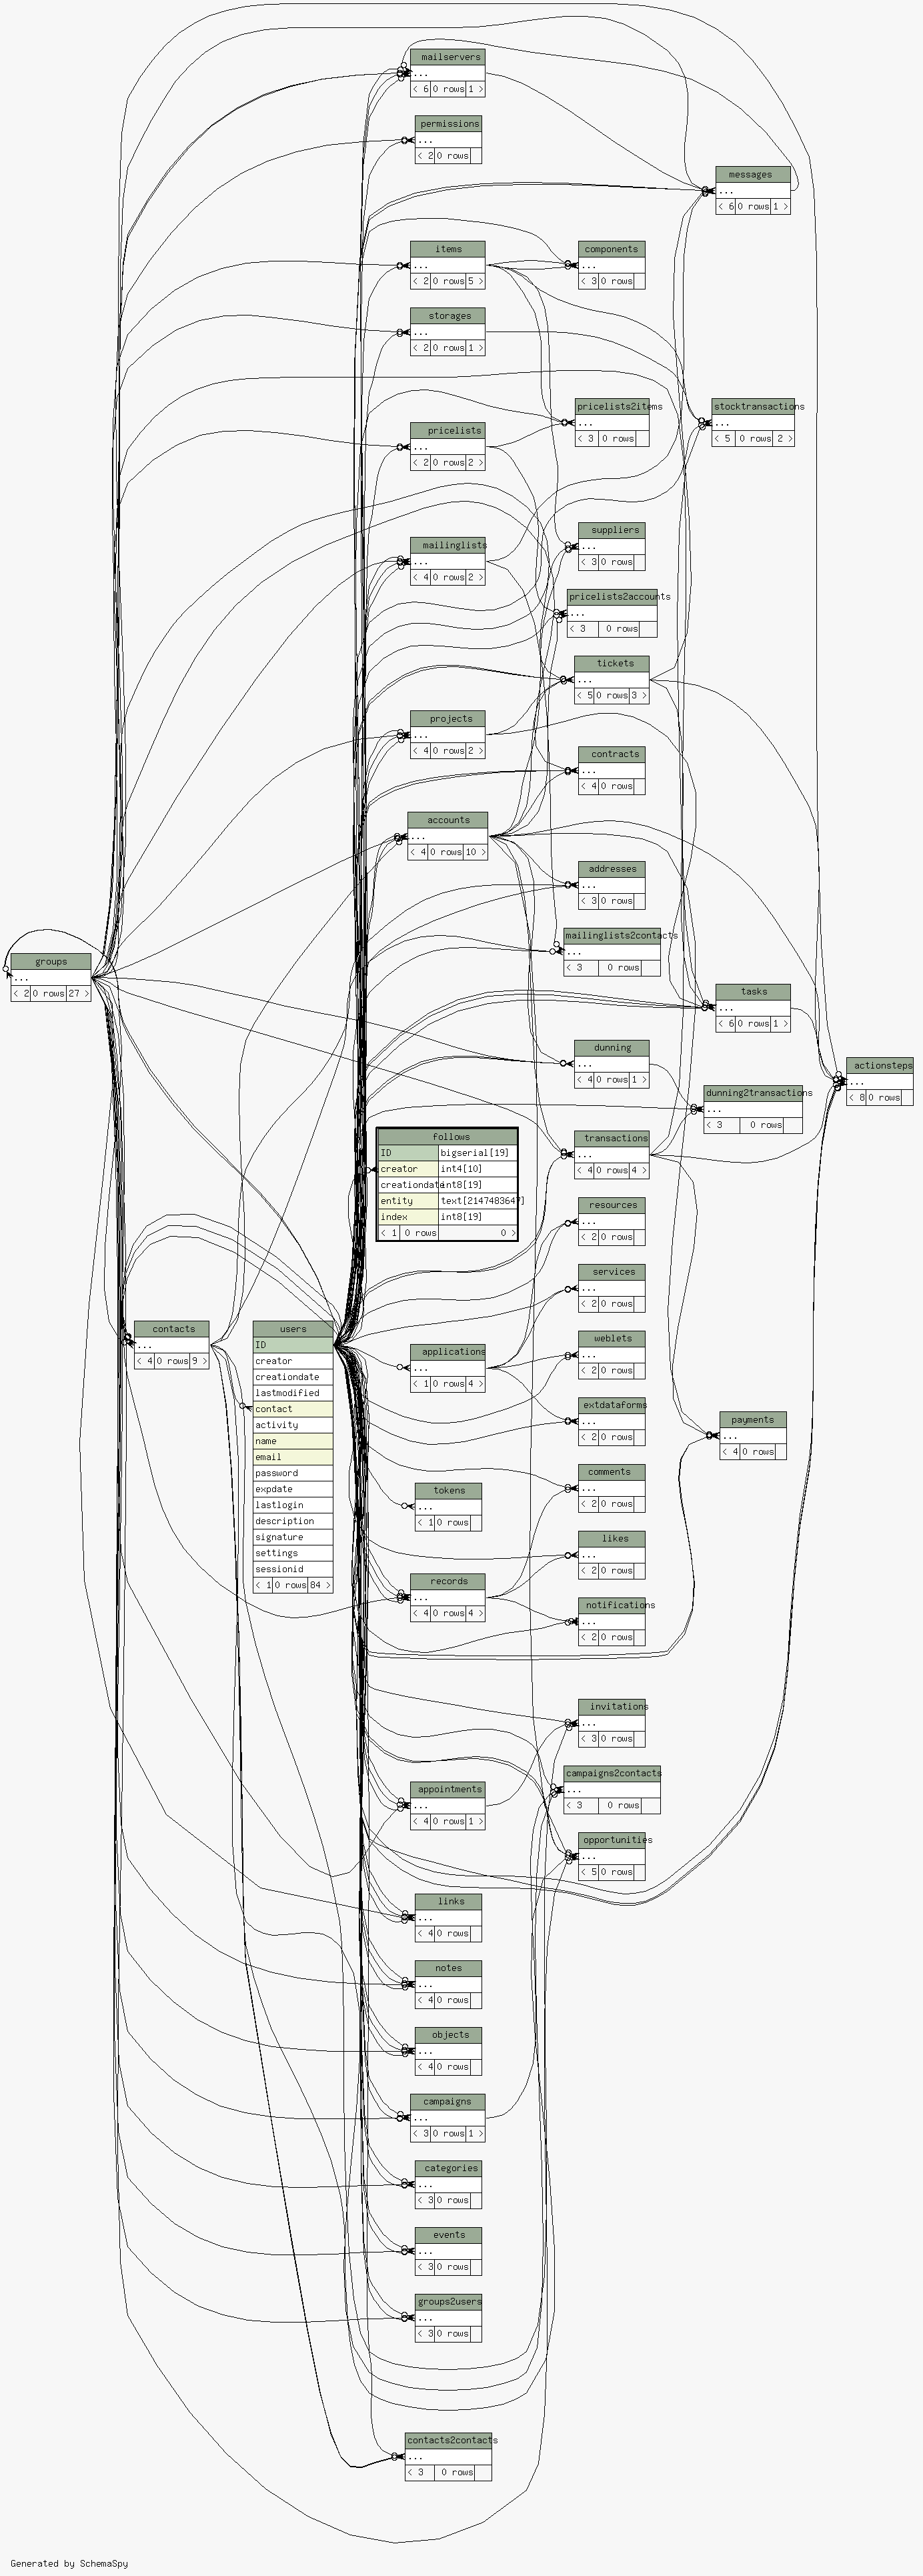 mailservers
...
< 6 0 rows 1 >
permissions
...
< 2 0 rows
messages
...
< 6 0 rows 1 >
items
...
< 2 0 rows 5 >
components
...
< 3 0 rows
storages
...
< 2 0 rows 1 >
pricelists2items
...
< 3 0 rows
stocktransactions
...
< 5 0 rows 2 >
pricelists
...
< 2 0 rows 2 >
suppliers
...
< 3 0 rows
mailinglists
...
< 4 0 rows 2 >
pricelists2accounts
...
< 3 0 rows
tickets
...
< 5 0 rows 3 >
projects
...
< 4 0 rows 2 >
contracts
...
< 4 0 rows
accounts
...
< 4 0 rows 10 >
addresses
...
< 3 0 rows
mailinglists2contacts
...
< 3 0 rows
groups
...
< 2 0 rows 27 >
tasks
...
< 6 0 rows 1 >
dunning
...
< 4 0 rows 1 >
actionsteps
...
< 8 0 rows
dunning2transactions
...
< 3 0 rows
follows
ID bigserial[19]
creator int4[10]
creationdate int8[19]
entity text[2147483647]
index int8[19]
< 1 0 rows 0 >
transactions
...
< 4 0 rows 4 >
resources
...
< 2 0 rows
services
...
< 2 0 rows
contacts
...
< 4 0 rows 9 >
users
ID
creator
creationdate
lastmodified
contact
activity
name
email
password
expdate
lastlogin
description
signature
settings
sessionid
< 1 0 rows 84 >
applications
...
< 1 0 rows 4 >
weblets
...
< 2 0 rows
extdataforms
...
< 2 0 rows
payments
...
< 4 0 rows
comments
...
< 2 0 rows
tokens
...
< 1 0 rows
likes
...
< 2 0 rows
records
...
< 4 0 rows 4 >
notifications
...
< 2 0 rows
invitations
...
< 3 0 rows
campaigns2contacts
...
< 3 0 rows
appointments
...
< 4 0 rows 1 >
opportunities
...
< 5 0 rows
links
...
< 4 0 rows
notes
...
< 4 0 rows
objects
...
< 4 0 rows
campaigns
...
< 3 0 rows 1 >
categories
...
< 3 0 rows
events
...
< 3 0 rows
groups2users
...
< 3 0 rows
contacts2contacts
...
< 3 0 rows
Generated by SchemaSpy